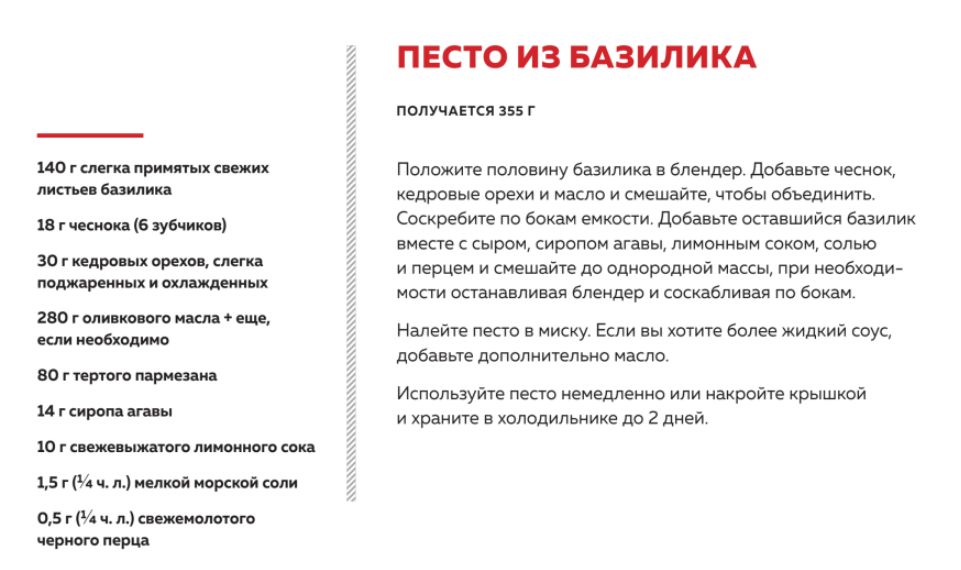 ПЕСТО ИЗ БАЗИЛИКА
ПОЛУЧАЕТСЯ 355 Г
140 г слегка примятых свежих
листьев базилика
18 г чеснока (6 зубчиков)
30 г кедровых орехов, слегка
поджаренных и охлажденных
280 г оливкового масла + еще,
если необходимо
80 г тертого пармезана
14 г сиропа агавы
10 г свежевыжатого лимонного сока
1,5 г (¼ ч. л.) мелкой морской соли
0,5 г (¼ ч. л.) свежемолотого
черного перца
Положите половину базилика в блендер. Добавьте чеснок,
кедровые орехи и масло и смешайте, чтобы объединить.
Соскребите по бокам емкости. Добавьте оставшийся базилик
вместе с сыром, сиропом агавы, лимонным соком, солью
и перцем и смешайте до однородной массы, при необходи-
мости останавливая блендер и соскабливая по бокам.
Налейте песто в миску. Если вы хотите более жидкий соус,
добавьте дополнительно масло.
Используйте песто немедленно или накройте крышкой
и храните в холодильнике до 2 дней.